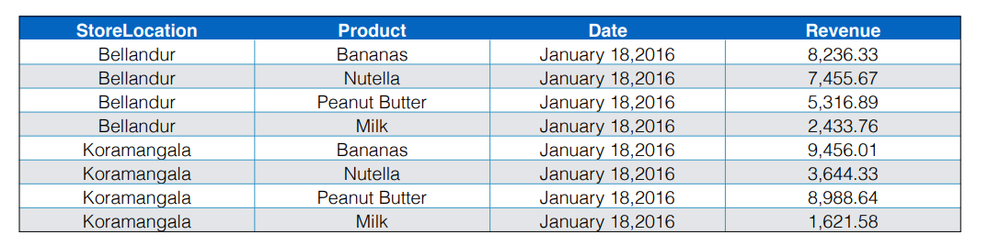 StoreLocation Product Date Revenue
Bellandur Bananas January 18,2016 8,236.33
Bellandur Nutella January 18,2016 7,455.67
Bellandur Peanut Butter January 18,2016 5,316.89
Bellandur Milk January 18,2016 2,433.76
Koramangala Bananas January 18,2016 9,456.01
Koramangala Nutella January 18,2016 3,644.33
Koramangala Peanut Butter January 18,2016 8,988.64
Koramangala Milk January 18,2016 1,621.58